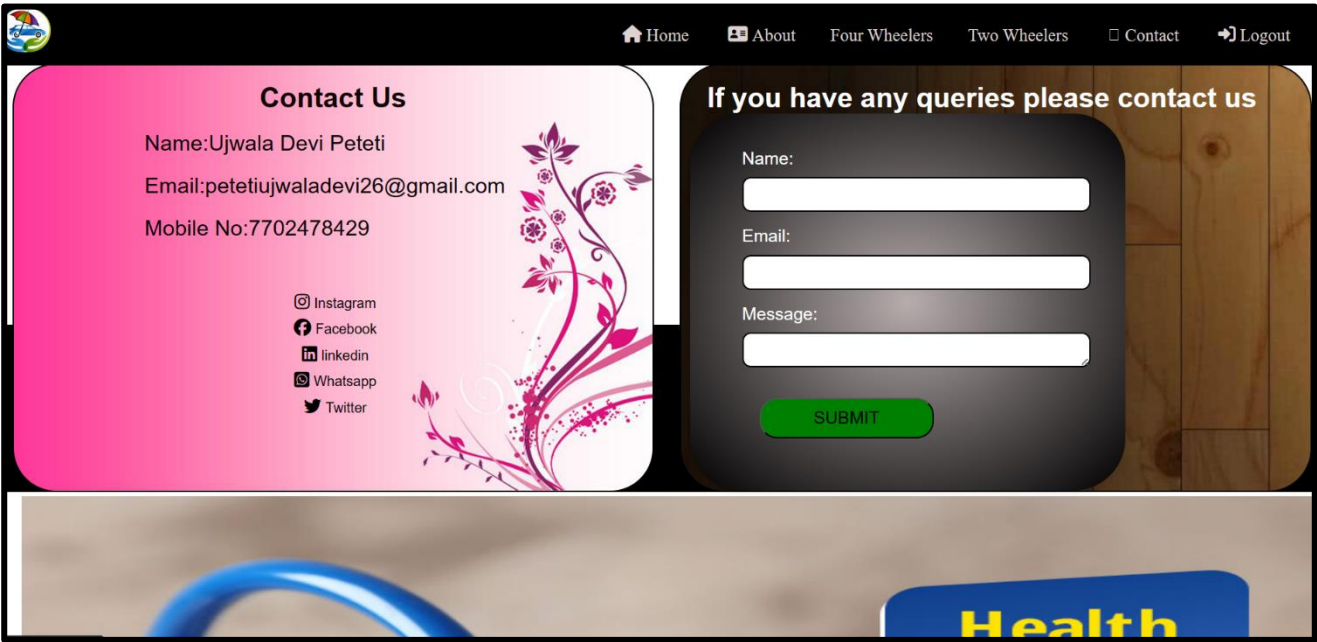 Home About Four Wheelers Two Wheelers Contact Logout
Contact Us
Name:Ujwala Devi Peteti
Email:petetiujwaladevi26@gmail.com
Mobile No:7702478429
Instagram
Facebook
linkedin
Whatsapp
Twitter
If you have any queries please contact us
Name:
Email:
Message:
SUBMIT
Health